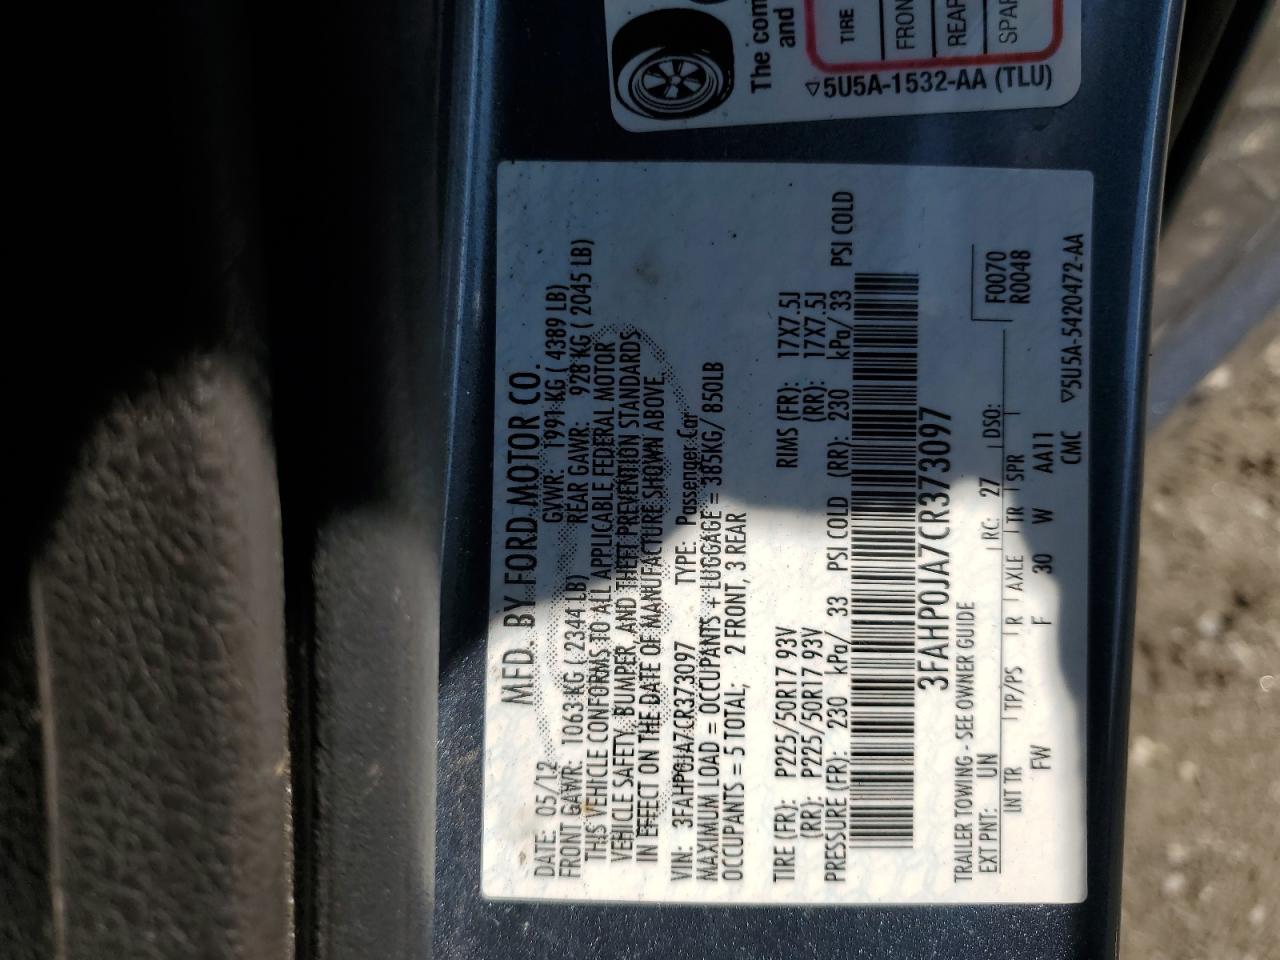 The com
and
TIRE
FRON
REAR
SPAR
▽5U5A-1532-AA (TLU)
MFD. BY FORD MOTOR CO.
DATE: 05/12 GVWR: 1991 KG ( 4389 LB)
FRONT GAWR: 1063KG ( 2344 LB) REAR GAWR: 928 KG ( 2045 LB)
THIS VEHICLE CONFORMS TO ALL APPLICABLE FEDERAL MOTOR
VEHICLE SAFETY, BUMPER, AND THEFT PREVENTION STANDARDS
IN EFFECT ON THE DATE OF MANUFACTURE SHOWN ABOVE.
VIN: 3FAHP0JA7CR373097 TYPE: Passenger Car
MAXIMUM LOAD = OCCUPANTS + LUGGAGE = 385KG/ 850LB
OCCUPANTS = 5 TOTAL, 2 FRONT, 3 REAR
TIRE (FR): P225/50R17 93V RIMS (FR): 17X7.5J
(RR): P225/50R17 93V (RR): 17X7.5J
PRESSURE (FR): 230 kPa/ 33 PSI COLD (RR): 230 kPa/ 33 PSI COLD
3FAHP0JA7CR373097
TRAILER TOWING - SEE OWNER GUIDE
EXT PNT: UN RC: 27 DSO: F0070
INT TR TP/PS R AXLE TR SPR R0048
FW F 30 W AA11
CMC ▽5U5A-5420472-AA